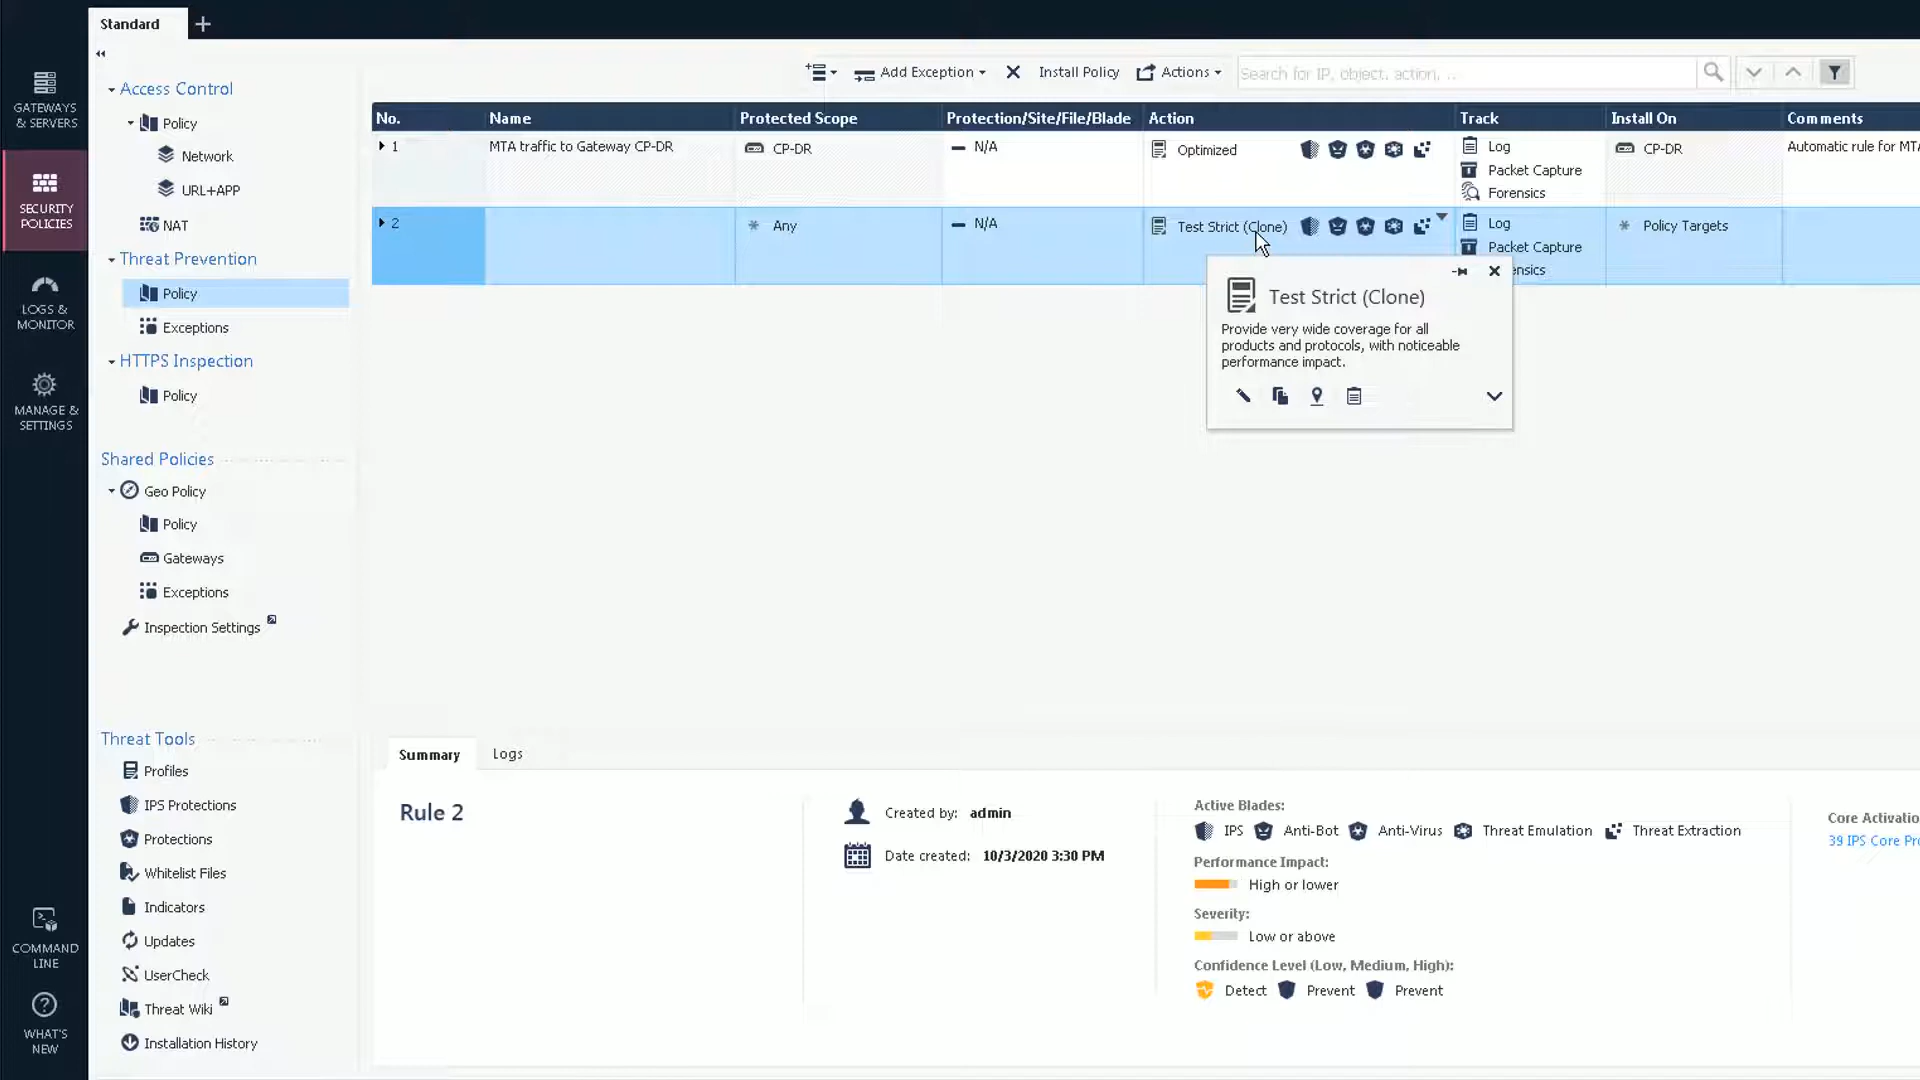 Standard
GATEWAYS
& SERVERS
SECURITY
POLICIES
LOGS &
MONITOR
MANAGE &
SETTINGS
COMMAND
LINE
WHAT'S
NEW
Access Control
Policy
Network
URL+APP
NAT
Threat Prevention
Policy
Exceptions
HTTPS Inspection
Policy
Shared Policies
Geo Policy
Policy
Gateways
Exceptions
Inspection Settings
Threat Tools
Profiles
IPS Protections
Protections
Whitelist Files
Indicators
Updates
UserCheck
Threat Wiki
Installation History
Add Exception Install Policy Actions Search for IP, object, action, ...
No. Name Protected Scope Protection/Site/File/Blade Action Track Install On Comments
1 MTA traffic to Gateway CP-DR CP-DR N/A Optimized Log CP-DR Automatic rule for MTA
Packet Capture
Forensics
2 Any N/A Test Strict (Clone) Log Policy Targets
Packet Capture
ensics
Test Strict (Clone)
Provide very wide coverage for all
products and protocols, with noticeable
performance impact.
Summary Logs
Rule 2
Created by: admin
Date created: 10/3/2020 3:30 PM
Active Blades:
IPS Anti-Bot Anti-Virus Threat Emulation Threat Extraction
Performance Impact:
High or lower
Severity:
Low or above
Confidence Level (Low, Medium, High):
Detect Prevent Prevent
Core Activatio
39 IPS Core Pro